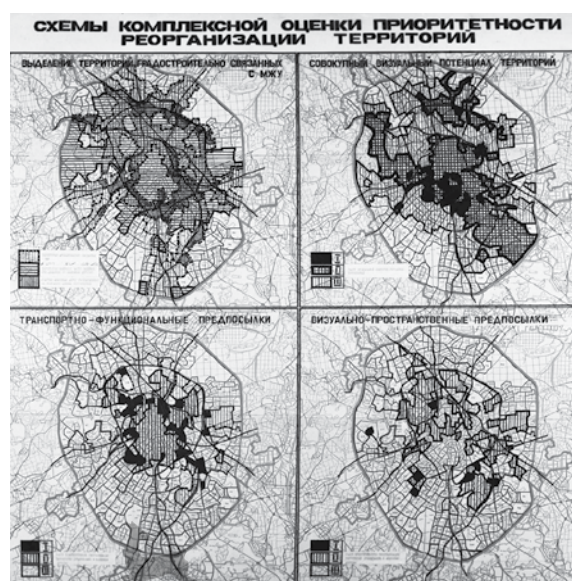 СХЕМЫ КОМПЛЕКСНОЙ ОЦЕНКИ ПРИОРИТЕТНОСТИ
РЕОРГАНИЗАЦИИ ТЕРРИТОРИЙ
ВЫДЕЛЕНИЕ ТЕРРИТОРИЙ, ГРАДОСТРОИТЕЛЬНО СВЯЗАННЫХ
С МЖУ
СОВОКУПНЫЙ ВИЗУАЛЬНЫЙ ПОТЕНЦИАЛ ТЕРРИТОРИЙ
ТРАНСПОРТНО-ФУНКЦИОНАЛЬНЫЕ ПРЕДПОСЫЛКИ
ВИЗУАЛЬНО-ПРОСТРАНСТВЕННЫЕ ПРЕДПОСЫЛКИ